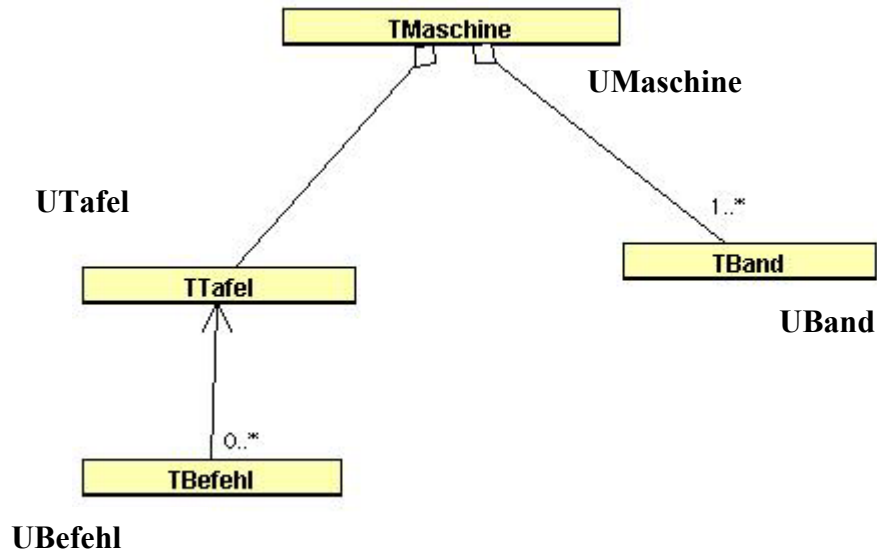 TMaschine
UMaschine
UTafel
1..*
TBand
TTafel
UBand
0..*
TBefehl
UBefehl